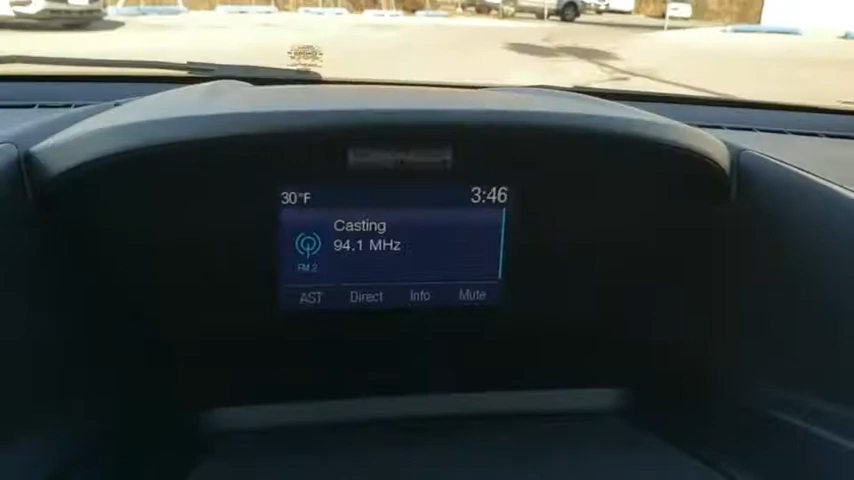 30°F 3:46
Casting
94.1 MHz
FM 2
AST Direct Info Mute